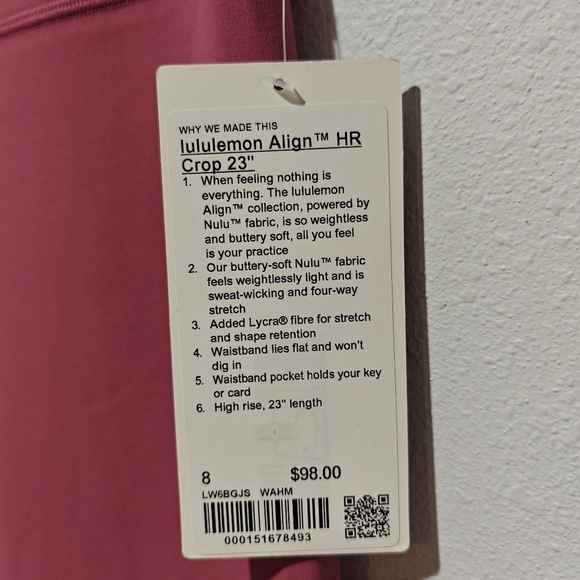 WHY WE MADE THIS
lululemon Align™ HR
Crop 23"
1. When feeling nothing is
everything. The lululemon
Align™ collection, powered by
Nulu™ fabric, is so weightless
and buttery soft, all you feel
is your practice
2. Our buttery-soft Nulu™ fabric
feels weightlessly light and is
sweat-wicking and four-way
stretch
3. Added Lycra® fibre for stretch
and shape retention
4. Waistband lies flat and won't
dig in
5. Waistband pocket holds your key
or card
6. High rise, 23" length
8 $98.00
LW6BGJS WAHM
000151678493